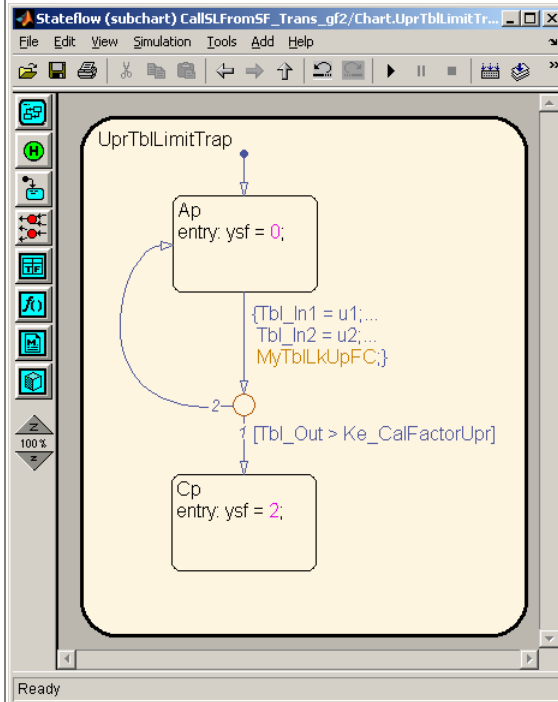 Stateflow (subchart) CallSLFromSF_Trans_gf2/Chart.UprTblLimitTr...
File Edit View Simulation Tools Add Help
UprTblLimitTrap
Ap
entry: ysf = 0;
{Tbl_In1 = u1;...
Tbl_In2 = u2;...
MyTblLkUpFC;}
2
1 [Tbl_Out > Ke_CalFactorUpr]
Cp
entry: ysf = 2;
H
TF
f()
M
Z
100%
z
Ready